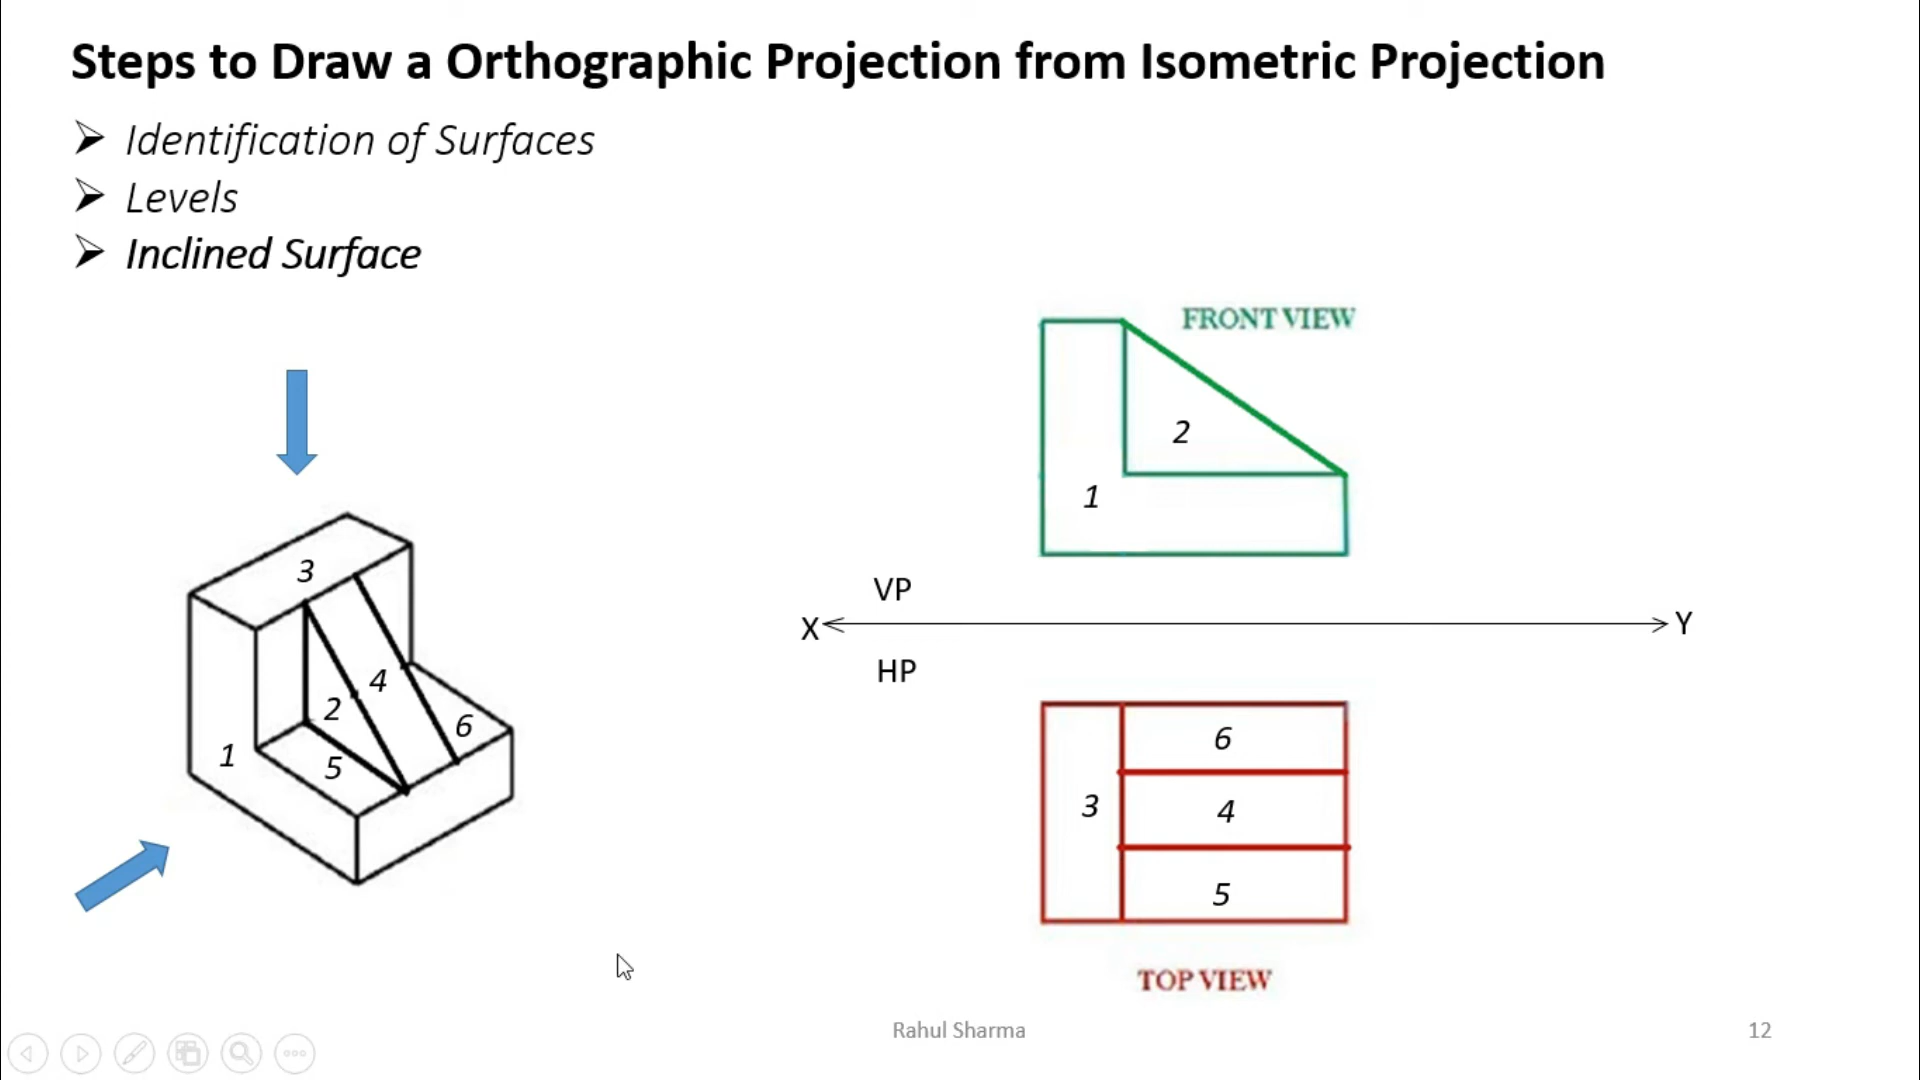 Steps to Draw a Orthographic Projection from Isometric Projection
Identification of Surfaces
Levels
Inclined Surface
FRONT VIEW
2
1
VP
X
Y
HP
3
4
2
6
1
5
6
3
4
5
TOP VIEW
Rahul Sharma
12